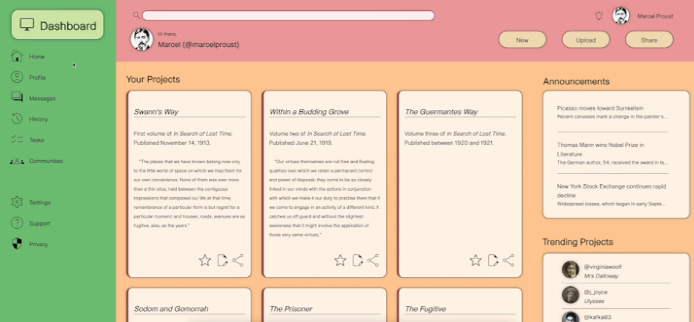 Dashboard
Home
Profile
Messages
History
Tasks
Communities
Settings
Support
Privacy
Marcel Proust
Hi there,
Marcel (@marcelproust)
New
Upload
Share
Your Projects
Swann's Way
First volume of In Search of Lost Time.
Published November 14, 1913.
"The places that we have known belong now only
to the little world of space on which we map them for
our own convenience. None of them was ever more
than a thin slice, held between the contiguous
impressions that composed our life at that time;
remembrance of a particular form is but regret for a
particular moment; and houses, roads, avenues are as
fugitive, alas, as the years."
Within a Budding Grove
Volume two of In Search of Lost Time.
Published June 21, 1919.
"Our virtues themselves are not free and floating
qualities over which we retain a permanent control
and power of disposal; they come to be so closely
linked in our minds with the actions in conjunction
with which we make it our duty to practise them that if
we come to engage in an activity of a different kind, it
catches us off guard and without the slightest
awareness that it might involve the application of
those very same virtues."
The Guermantes Way
Volume three of In Search of Lost Time.
Published between 1920 and 1921.
Sodom and Gomorrah
The Prisoner
The Fugitive
Announcements
Picasso moves toward Surrealism
Recent canvases mark a change in the painter's...
Thomas Mann wins Nobel Prize in
Literature
The German author, 54, received the award in la...
New York Stock Exchange continues rapid
decline
Widespread losses, which began in early Septe...
Trending Projects
@virginiawoolf
Mrs Dalloway
@j_joyce
Ulysses
@kafka83